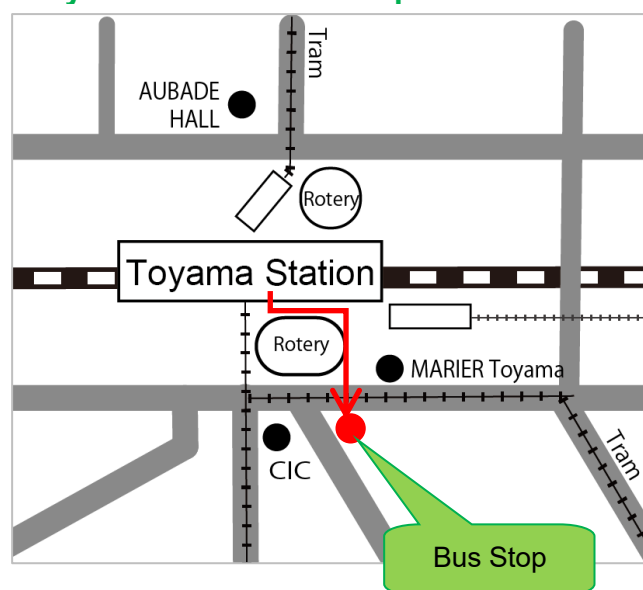 Tram
AUBADE
HALL
Rotery
Toyama Station
Rotery
MARIER Toyama
CIC
Tram
Bus Stop